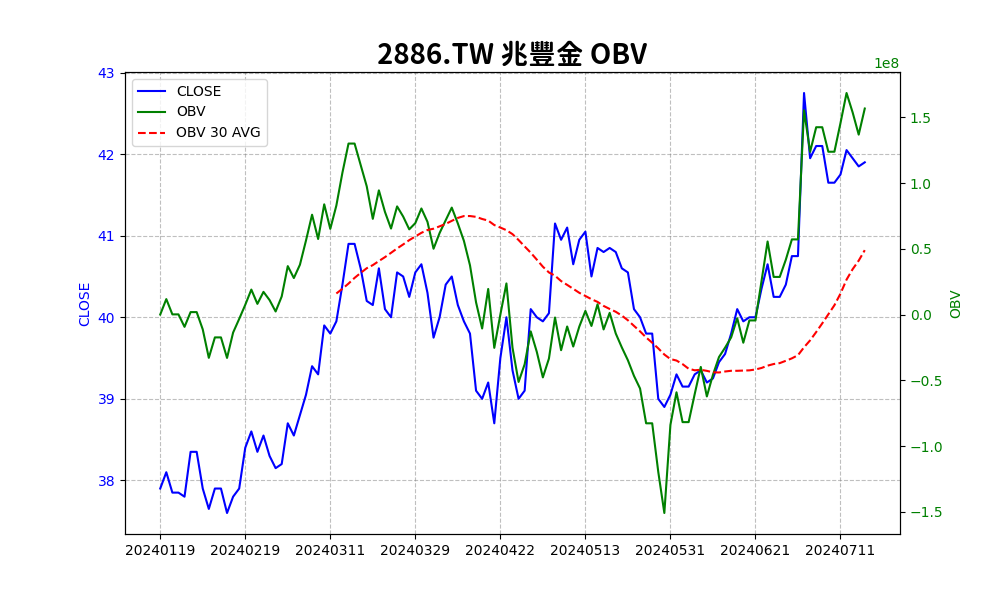 2886.TW 兆豐金 OBV
1e8
CLOSE
OBV
OBV 30 AVG
43
42
41
40
39
38
CLOSE
1.5
1.0
0.5
0.0
−0.5
−1.0
−1.5
OBV
20240119 20240219 20240311 20240329 20240422 20240513 20240531 20240621 20240711